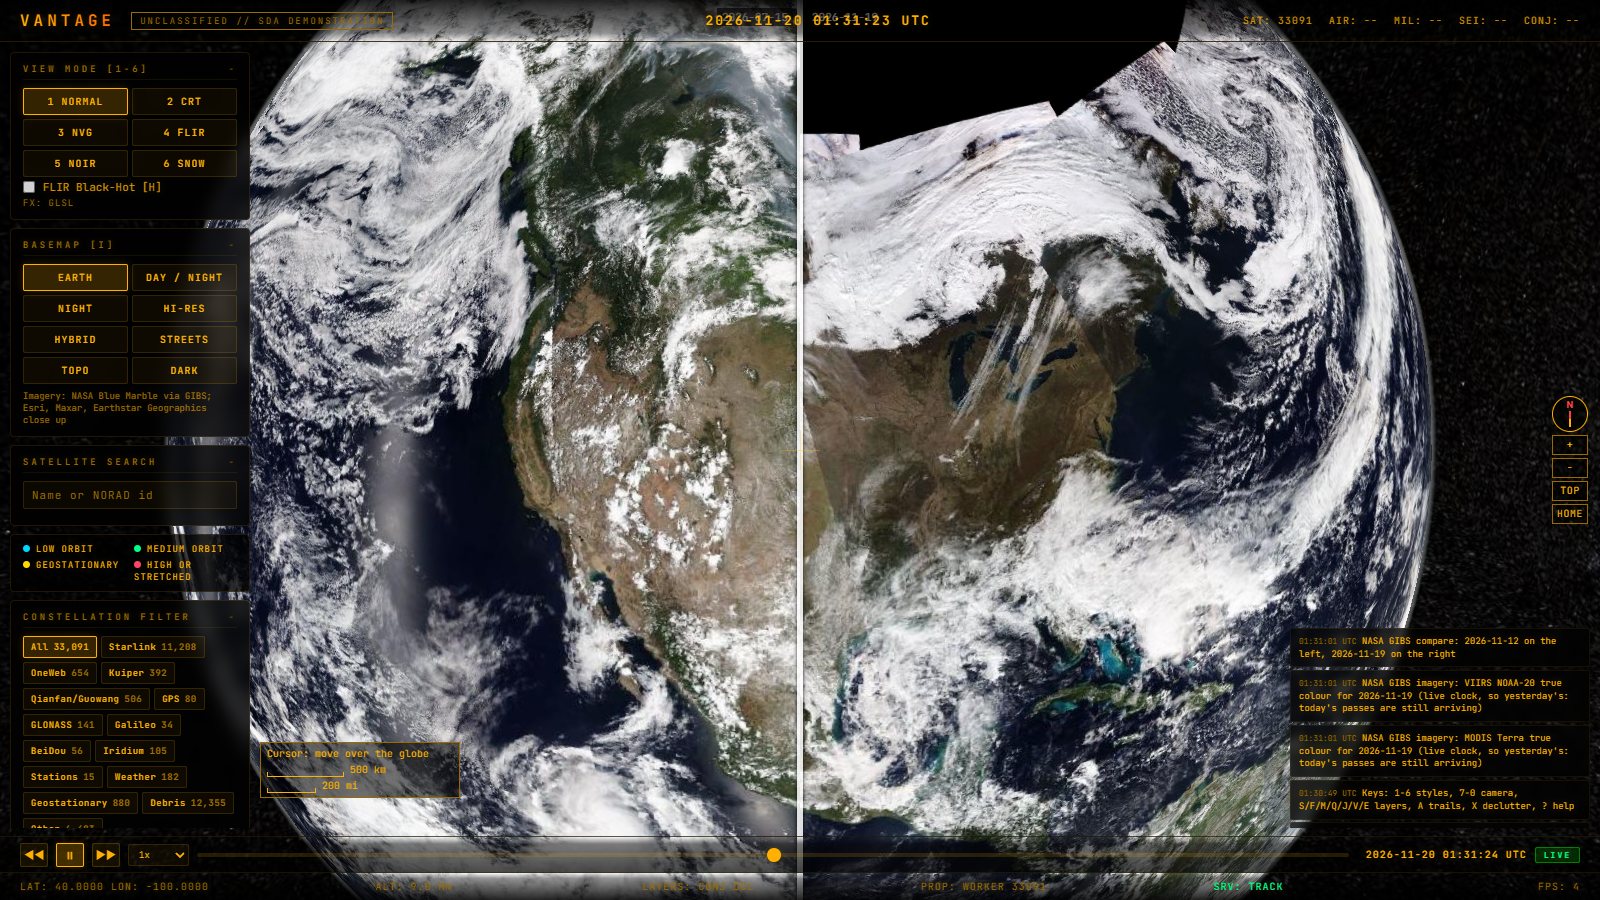 VANTAGE
UNCLASSIFIED // SDA DEMONSTRATION
2026-11-20 01:31:23 UTC
SAT: 33091 AIR: -- MIL: -- SEI: -- CONJ: --
VIEW MODE [1-6] -
1 NORMAL
2 CRT
3 NVG
4 FLIR
5 NOIR
6 SNOW
FLIR Black-Hot [H]
FX: GLSL
BASEMAP [I] -
EARTH
DAY / NIGHT
NIGHT
HI-RES
HYBRID
STREETS
TOPO
DARK
Imagery: NASA Blue Marble via GIBS;
Esri, Maxar, Earthstar Geographics
close up
SATELLITE SEARCH -
Name or NORAD id
LOW ORBIT
MEDIUM ORBIT
GEOSTATIONARY
HIGH OR
STRETCHED
CONSTELLATION FILTER -
All 33,091
Starlink 11,208
OneWeb 654
Kuiper 392
Qianfan/Guowang 506
GPS 80
GLONASS 141
Galileo 34
BeiDou 56
Iridium 105
Stations 15
Weather 182
Geostationary 880
Debris 12,355
Cursor: move over the globe
500 km
200 mi
N
+
-
TOP
HOME
01:31:01 UTC NASA GIBS compare: 2026-11-12 on the
left, 2026-11-19 on the right
01:31:01 UTC NASA GIBS imagery: VIIRS NOAA-20 true
colour for 2026-11-19 (live clock, so yesterday's:
today's passes are still arriving)
01:31:01 UTC NASA GIBS imagery: MODIS Terra true
colour for 2026-11-19 (live clock, so yesterday's:
today's passes are still arriving)
01:30:49 UTC Keys: 1-6 styles, 7-0 camera,
S/F/M/Q/J/V/E layers, A trails, X declutter, ? help
1x
2026-11-20 01:31:24 UTC
LIVE
LAT: 40.0000 LON: -100.0000
PROP: WORKER 33091
SRV: TRACK
FPS: 4